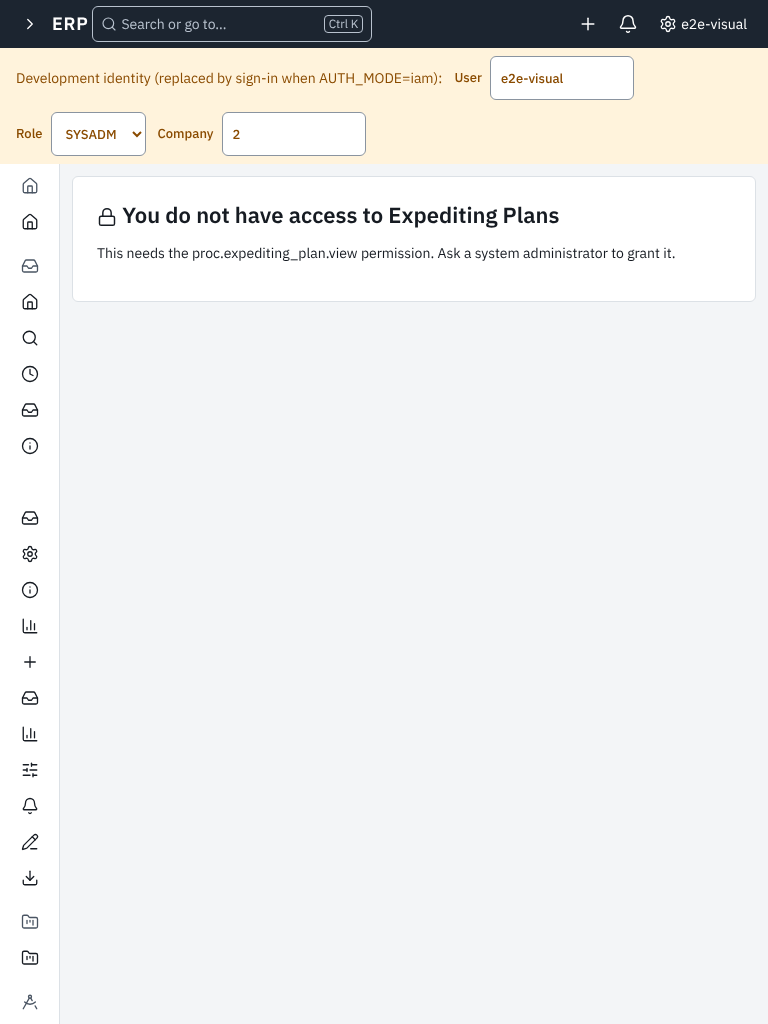 ERP Search or go to... Ctrl K e2e-visual
Development identity (replaced by sign-in when AUTH_MODE=iam): User e2e-visual
Role SYSADM Company 2
You do not have access to Expediting Plans
This needs the proc.expediting_plan.view permission. Ask a system administrator to grant it.